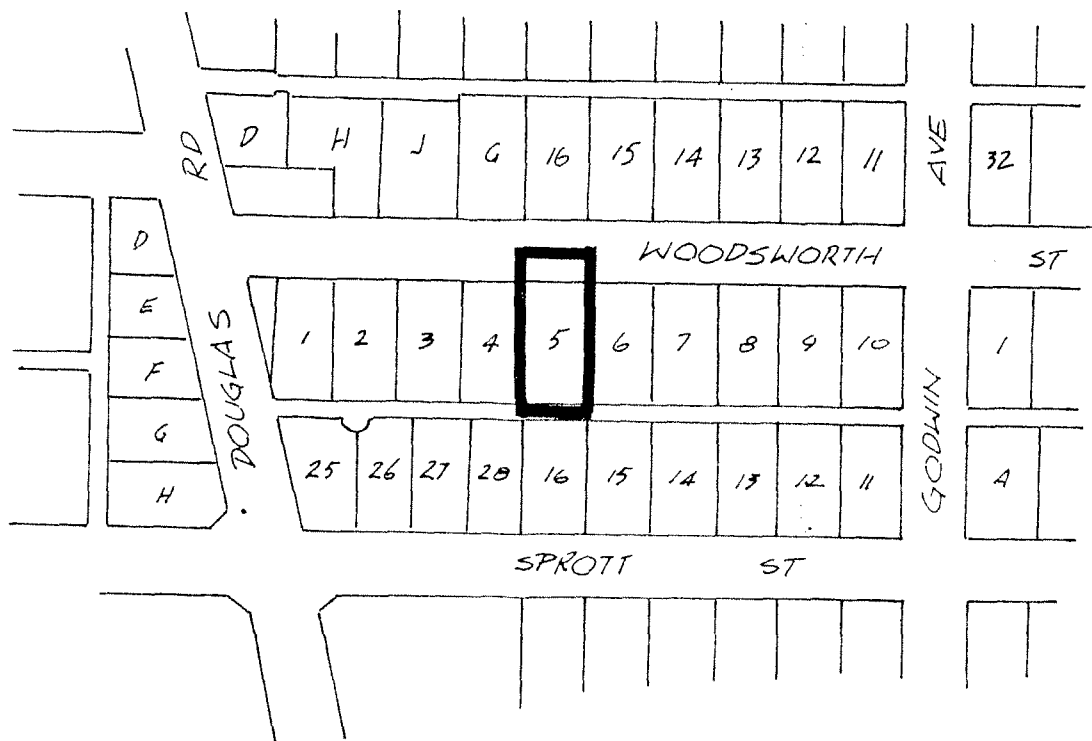 D H J G 16 15 14 13 12 11 32
RD
AVE
WOODSWORTH ST
D
E
F
G
H
1 2 3 4 5 6 7 8 9 10 1
DOUGLAS
GODWIN
25 26 27 28 16 15 14 13 12 11 A
SPROTT ST